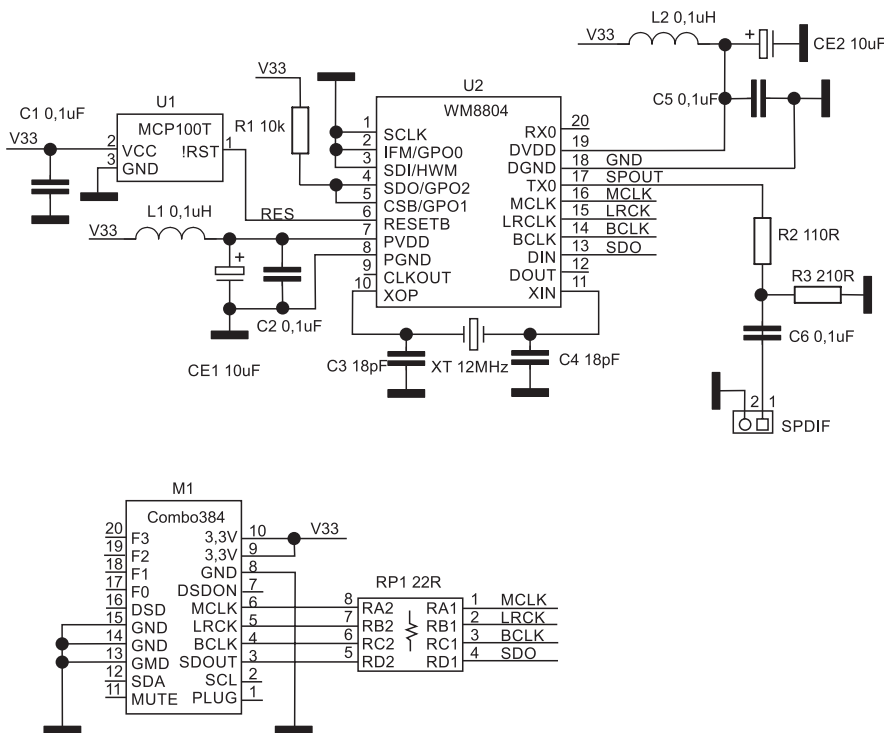 L2 0,1uH
V33
+
CE2 10uF
C5 0,1uF
V33
R1 10k
U2
WM8804
1 SCLK
2 IFM/GPO0
3 SDI/HWM
4 SDO/GPO2
5 CSB/GPO1
6 RESETB
7 PVDD
8 PGND
9 CLKOUT
10 XOP
RX0 20
DVDD 19
DGND 18 GND
TX0 17 SPOUT
MCLK 16 MCLK
LRCLK 15 LRCK
BCLK 14 BCLK
DIN 13 SDO
DOUT 12
XIN 11
C1 0,1uF
V33
U1
MCP100T
2 VCC
3 GND
!RST 1
RES
L1 0,1uH
V33
+
C2 0,1uF
CE1 10uF
C3 18pF
XT 12MHz
C4 18pF
R2 110R
R3 210R
C6 0,1uF
2 1
SPDIF
M1
Combo384
20 F3
19 F2
18 F1
17 F0
16 DSD
15 GND
14 GND
13 GMD
12 SDA
11 MUTE
3,3V 10 V33
3,3V 9
GND 8
DSDON 7
MCLK 6
LRCK 5
BCLK 4
SDOUT 3
SCL 2
PLUG 1
RP1 22R
8 RA2 RA1 1 MCLK
7 RB2 RB1 2 LRCK
6 RC2 RC1 3 BCLK
5 RD2 RD1 4 SDO